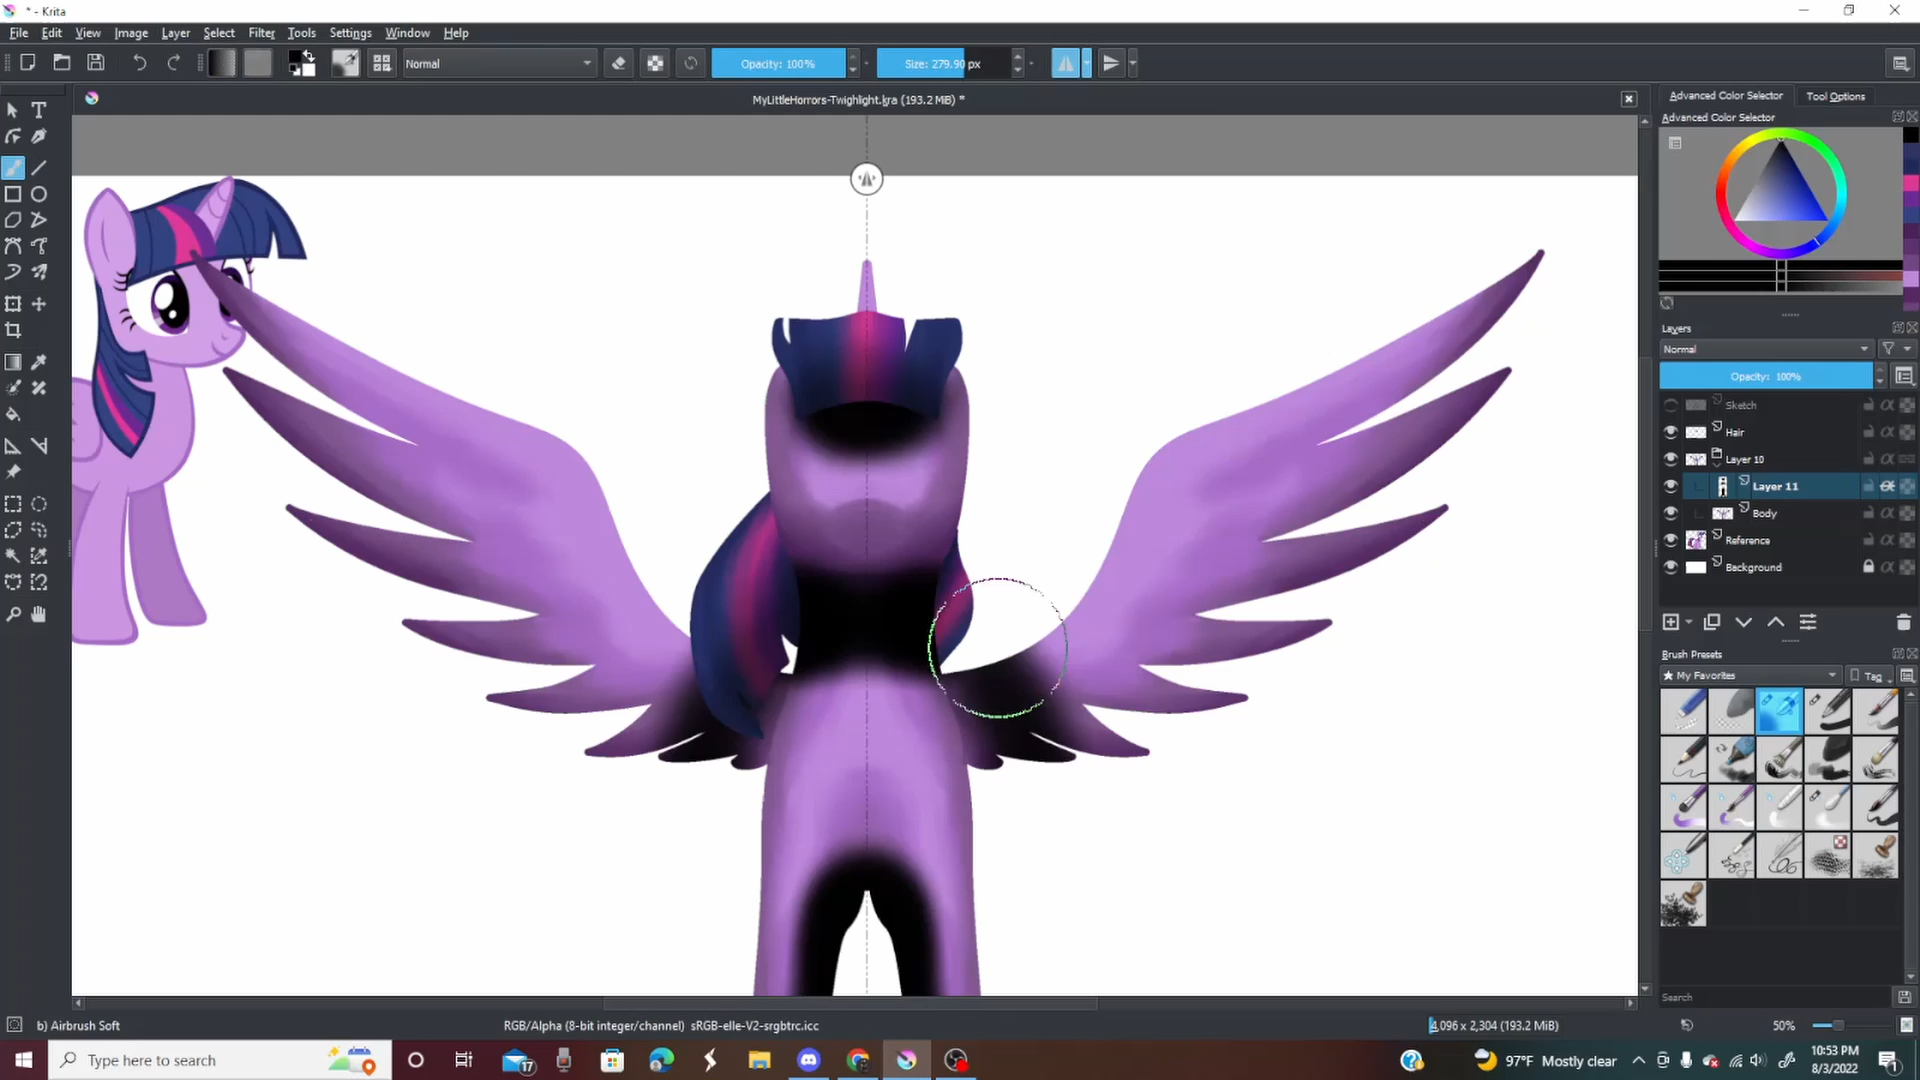 * - Krita
File Edit View Image Layer Select Filter Tools Settings Window Help
Normal
Opacity: 100%
Size: 279.90 px
MyLittleHorrors-Twighlight.kra (193.2 MiB) *
Advanced Color Selector
Tool Options
Advanced Color Selector
Layers
Normal
Opacity: 100%
Sketch
Hair
Layer 10
Layer 11
Body
Reference
Background
Brush Presets
★ My Favorites
Tag
Search
b) Airbrush Soft
RGB/Alpha (8-bit integer/channel) sRGB-elle-V2-srgbtrc.icc
4,096 x 2,304 (193.2 MiB)
50%
Type here to search
17
97°F Mostly clear
10:53 PM
8/3/2022
1